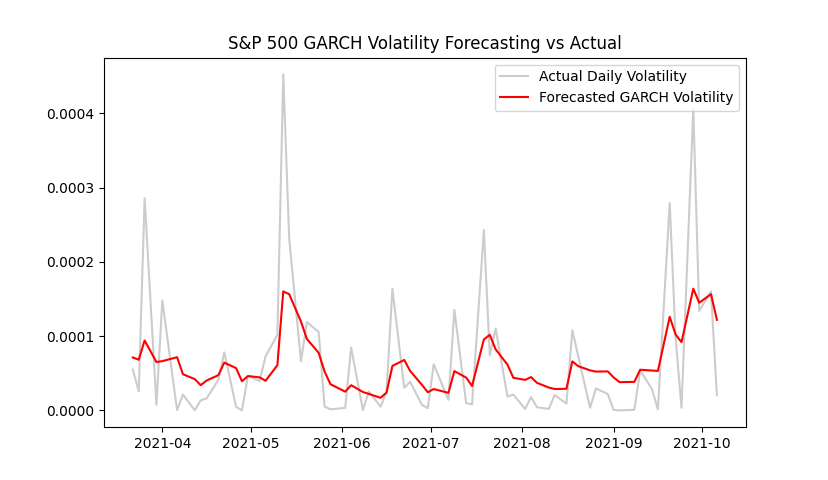 S&P 500 GARCH Volatility Forecasting vs Actual
Actual Daily Volatility
Forecasted GARCH Volatility
0.0004
0.0003
0.0002
0.0001
0.0000
2021-04 2021-05 2021-06 2021-07 2021-08 2021-09 2021-10